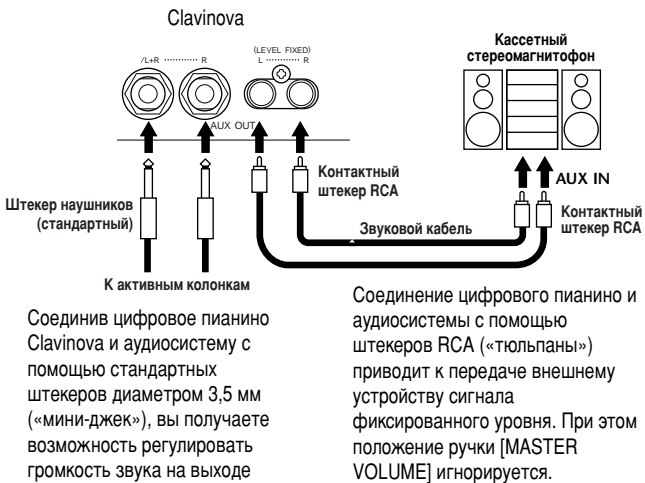 Clavinova
(LEVEL FIXED)
/L+R R L R
AUX OUT
Кассетный
стереомагнитофон
AUX IN
Контактный
штекер RCA
Штекер наушников
(стандартный)
Звуковой кабель
Контактный
штекер RCA
К активным колонкам
Соединив цифровое пианино
Clavinova и аудиосистему с
помощью стандартных
штекеров диаметром 3,5 мм
(«мини-джек»), вы получаете
возможность регулировать
громкость звука на выходе
Соединение цифрового пианино и
аудиосистемы с помощью
штекеров RCA («тюльпаны»)
приводит к передаче внешнему
устройству сигнала
фиксированного уровня. При этом
положение ручки [MASTER
VOLUME] игнорируется.